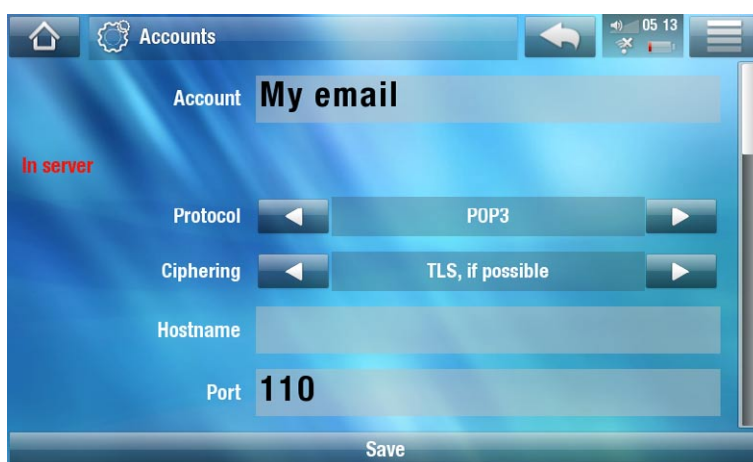 Accounts
05 13
Account My email
In server
Protocol POP3
Ciphering TLS, if possible
Hostname
Port 110
Save